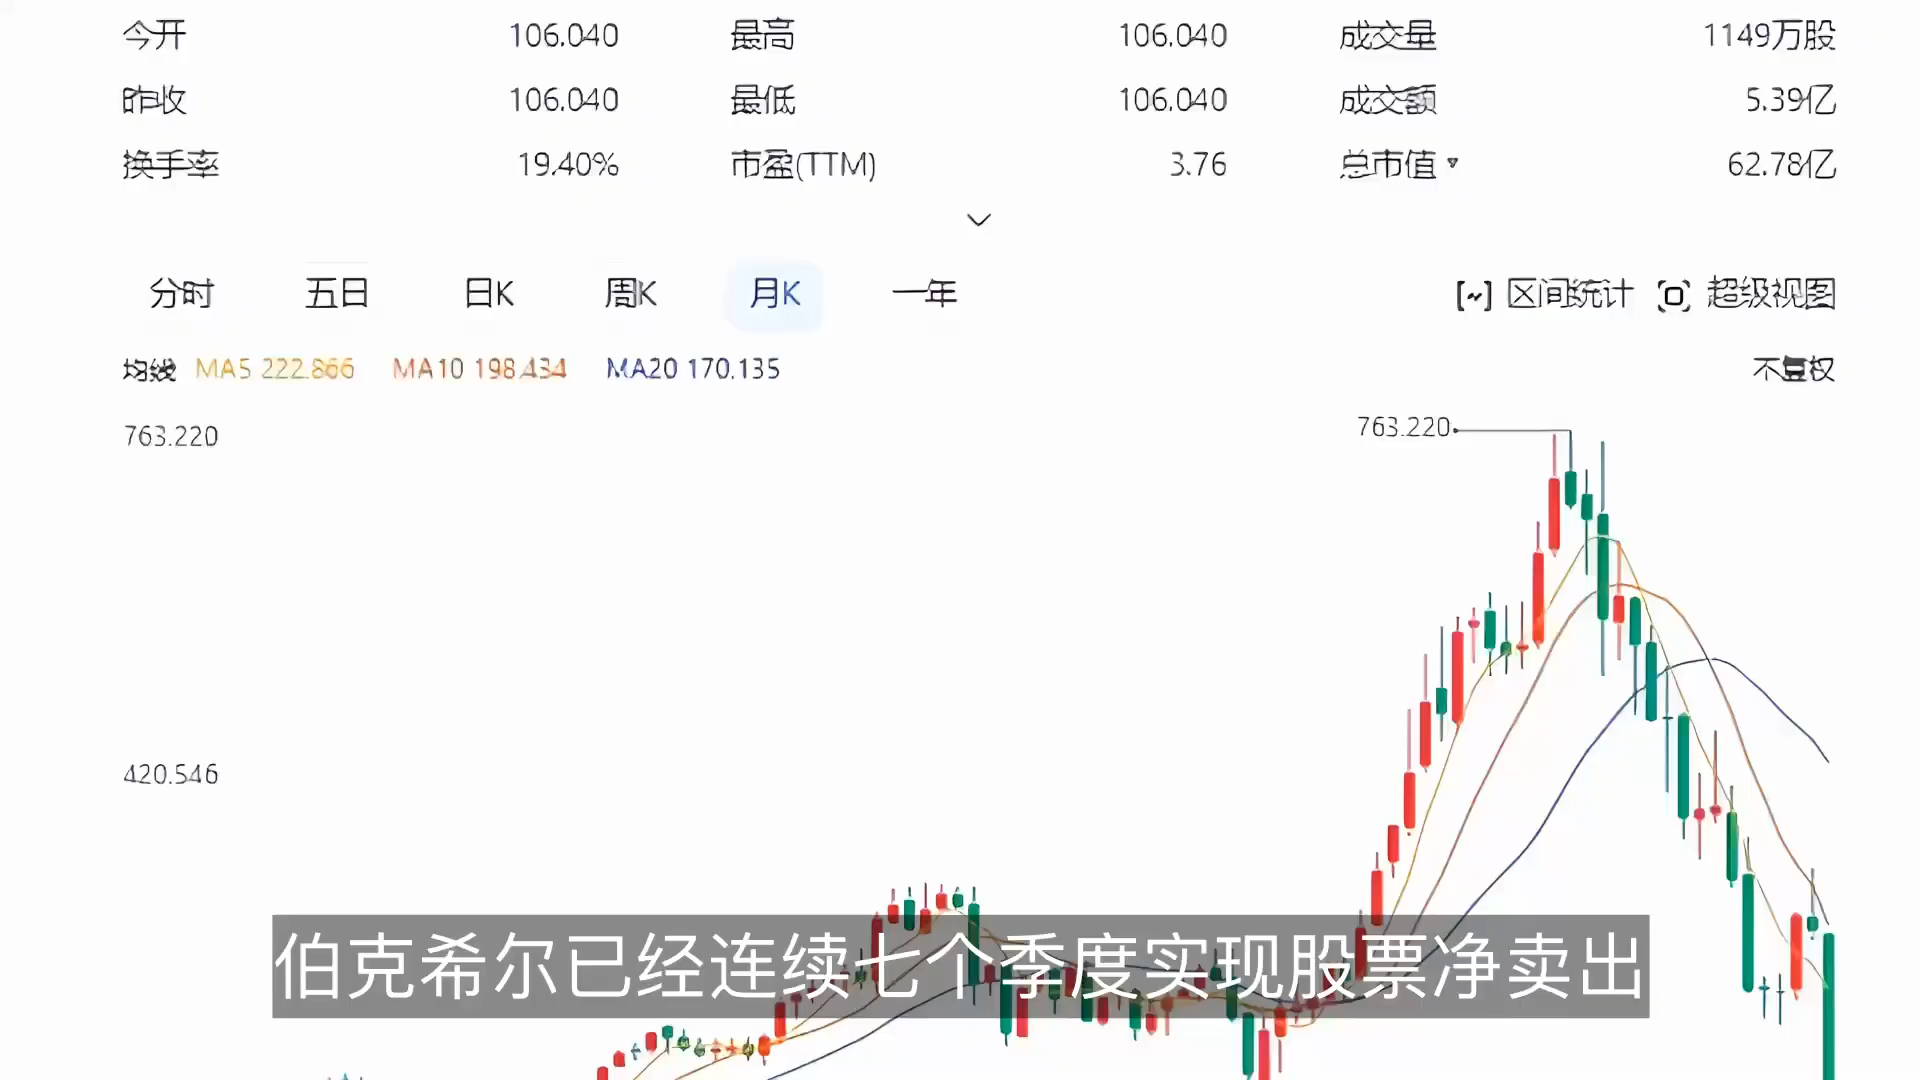 今开 106.040 最高 106.040 成交量 1149万股
昨收 106.040 最低 106.040 成交额 5.39亿
换手率 19.40% 市盈(TTM) 3.76 总市值 62.78亿
分时 五日 日K 周K 月K 一年 区间统计 超级视图
均线 MA5 222.866 MA10 198.434 MA20 170.135 不复权
763.220 763.220
420.546
伯克希尔已经连续七个季度实现股票净卖出